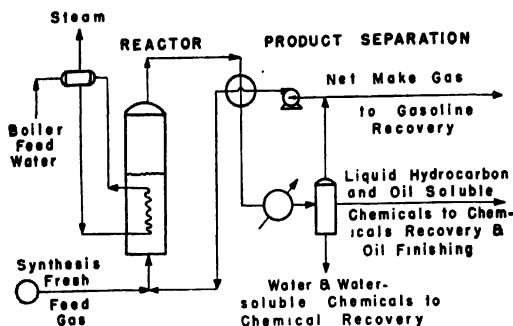 Steam
REACTOR
PRODUCT SEPARATION
Net Make Gas
to Gasoline
Recovery
Boiler
Feed
Water
Liquid Hydrocarbon
and Oil Soluble
Chemicals to Chem-
icals Recovery &
Oil Finishing
Synthesis
Fresh
Feed
Gas
Water & Water-
soluble Chemicals to
Chemical Recovery